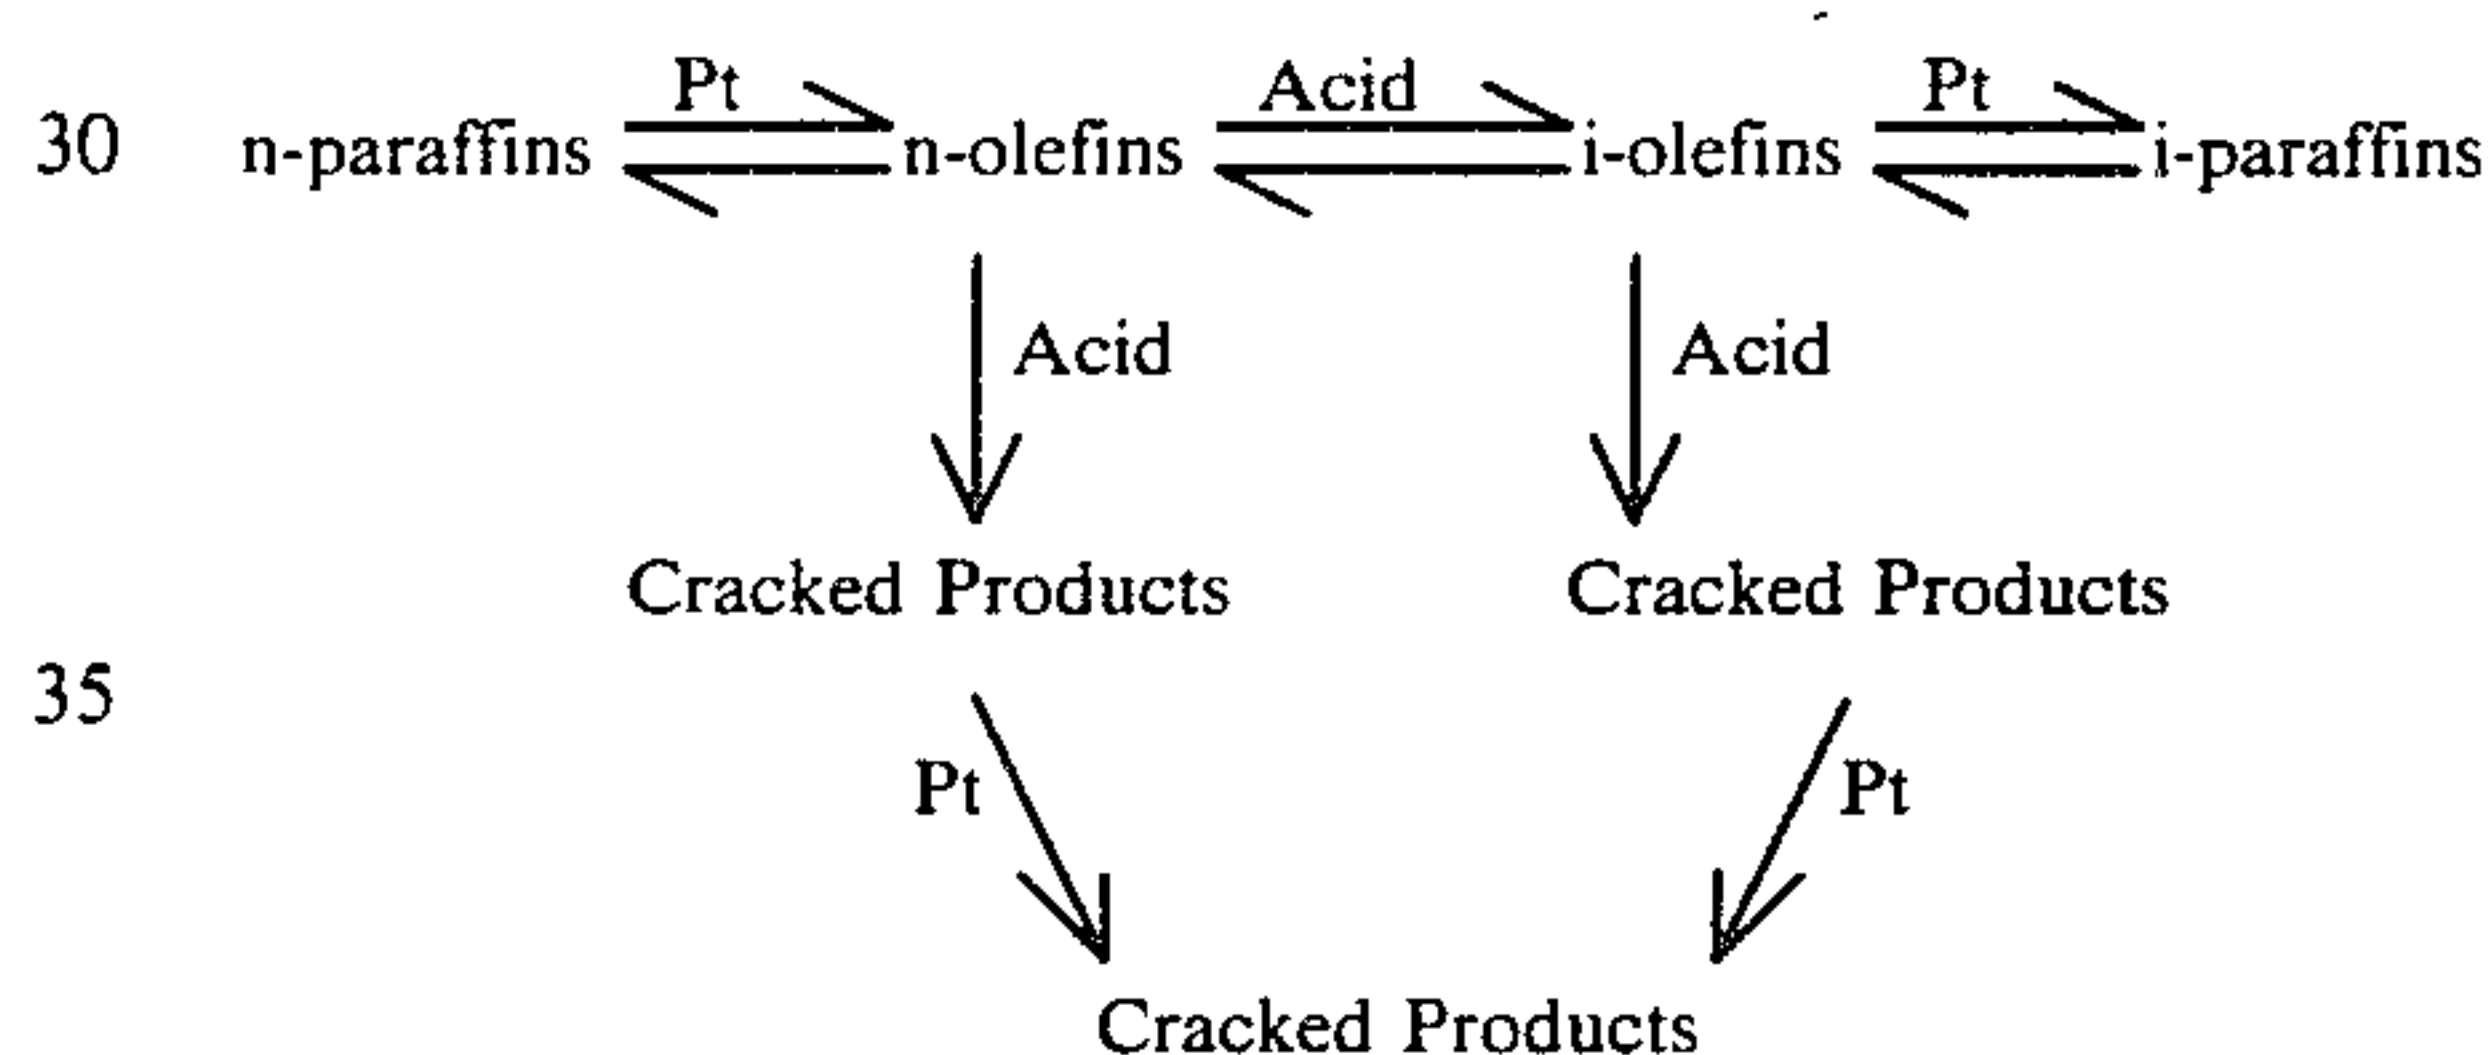 Pt Acid Pt
30 n-paraffins n-olefins i-olefins i-paraffins
Acid Acid
Cracked Products Cracked Products
35
Pt Pt
Cracked Products